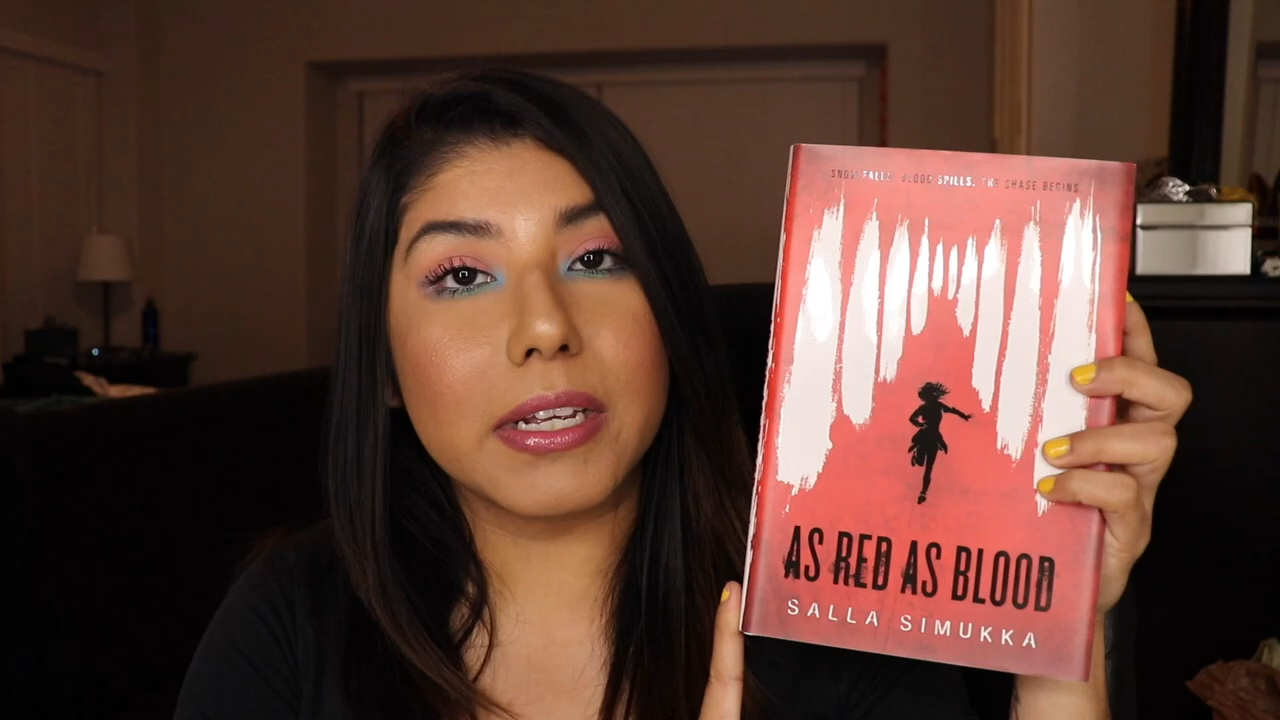 SNOW FALLS. BLOOD SPILLS. THE CHASE BEGINS.
AS RED AS BLOOD
SALLA SIMUKKA